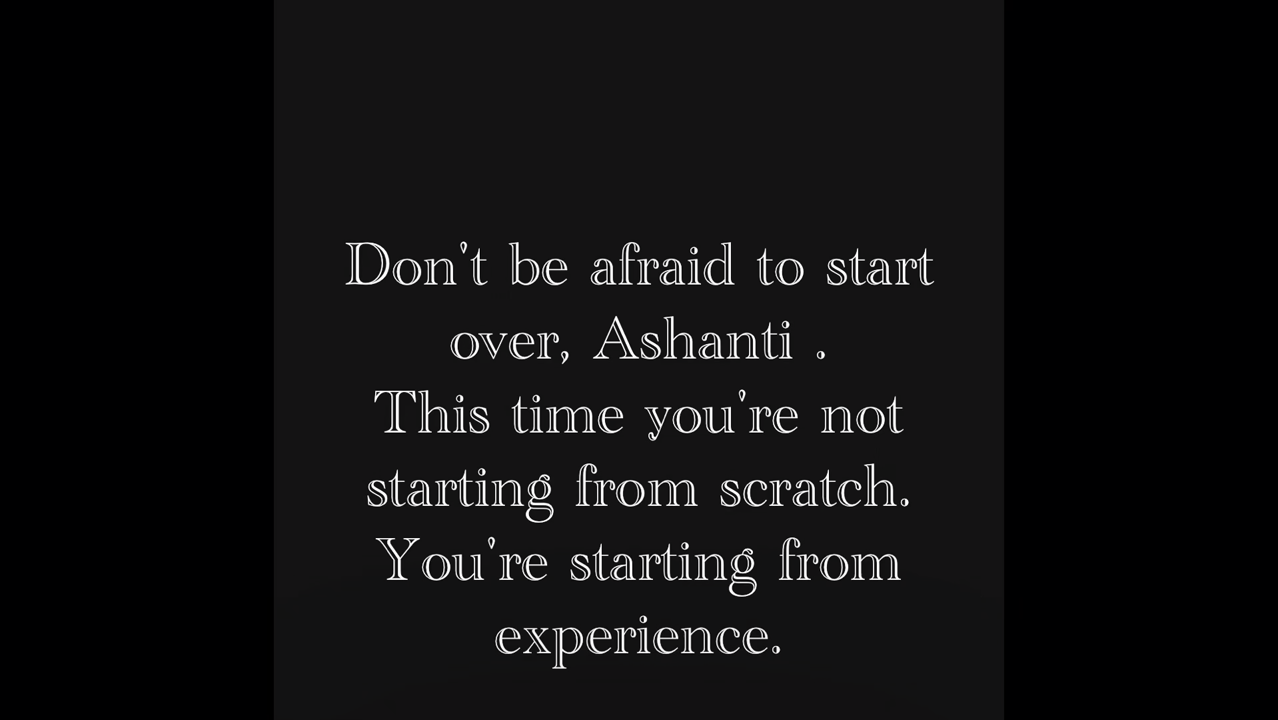 Don't be afraid to start
over, Ashanti .
This time you're not
starting from scratch.
You're starting from
experience.